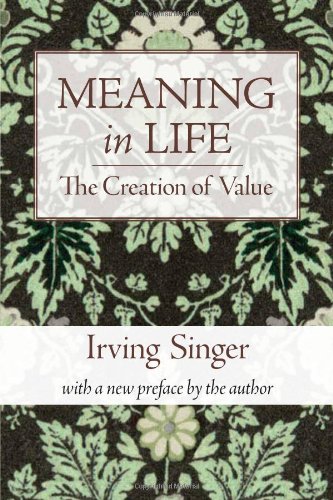 MEANING
in LIFE
The Creation of Value
Irving Singer
with a new preface by the author